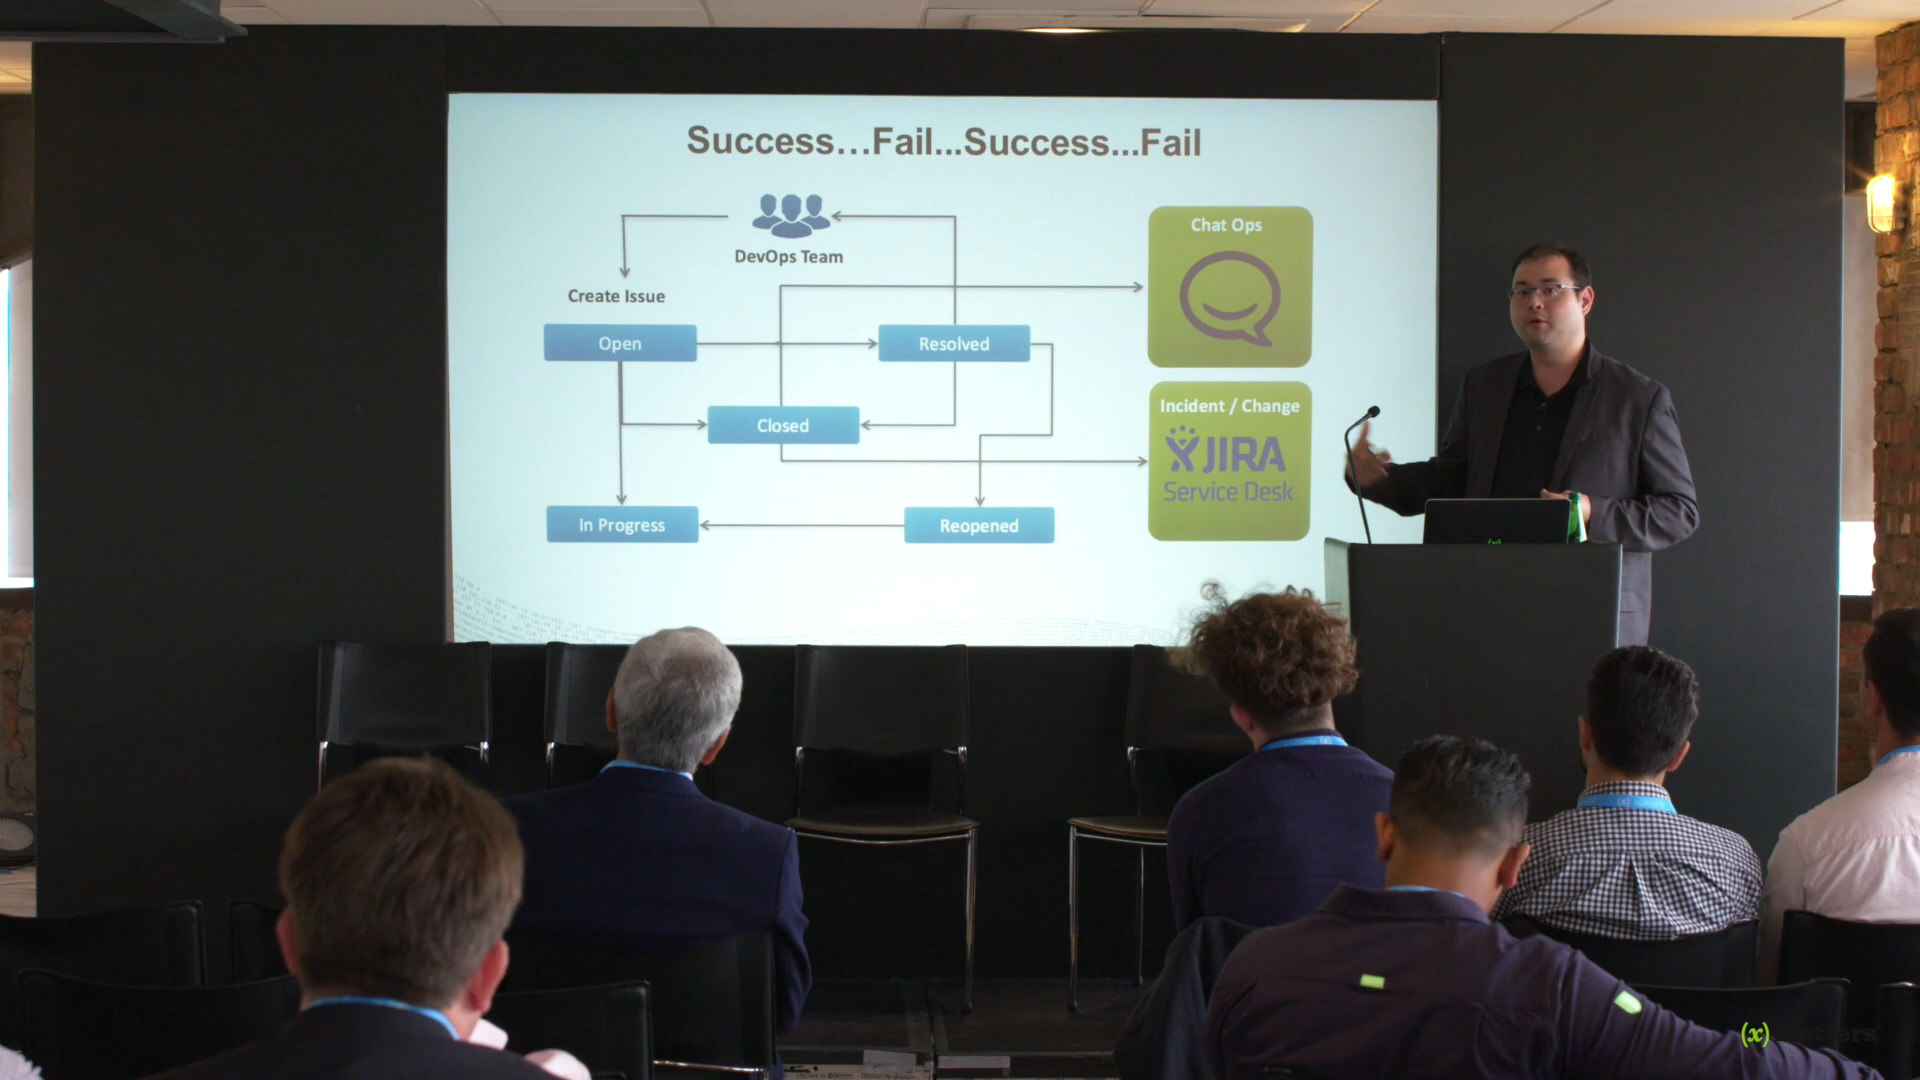 Success...Fail...Success...Fail
DevOps Team
Create Issue
Open
Resolved
Closed
In Progress
Reopened
Chat Ops
Incident / Change
JIRA
Service Desk
(x) matters